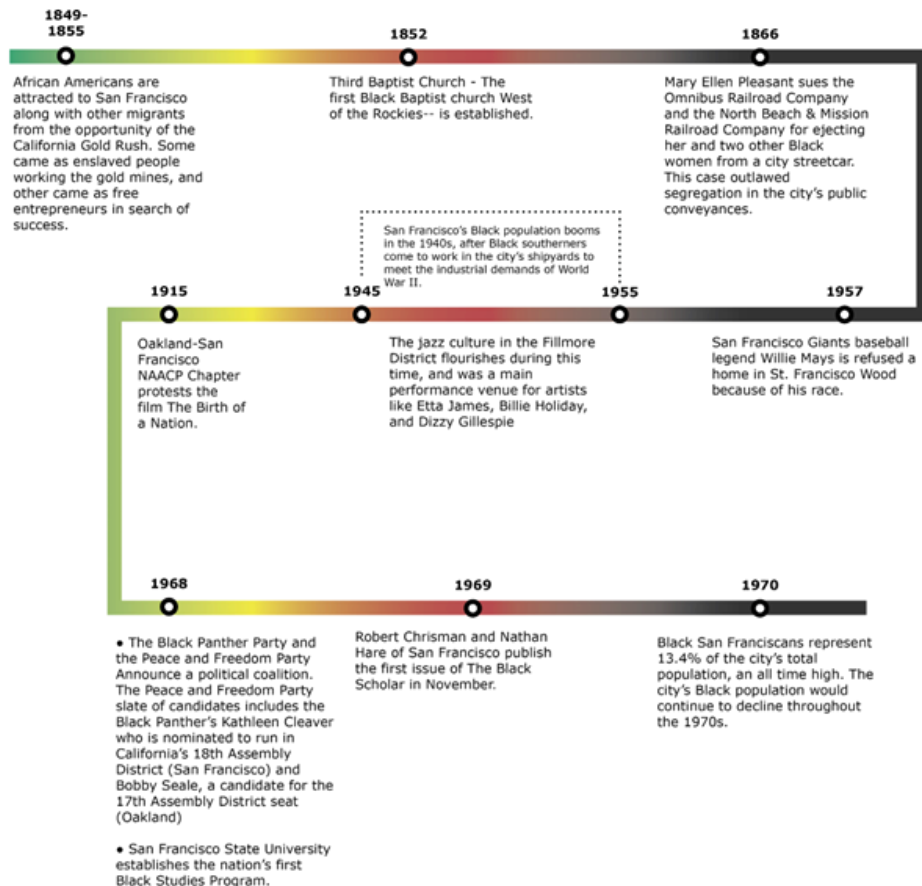 1849-
1855
African Americans are
attracted to San Francisco
along with other migrants
from the opportunity of the
California Gold Rush. Some
came as enslaved people
working the gold mines, and
other came as free
entrepreneurs in search of
success.
1852
Third Baptist Church - The
first Black Baptist church West
of the Rockies-- is established.
1866
Mary Ellen Pleasant sues the
Omnibus Railroad Company
and the North Beach & Mission
Railroad Company for ejecting
her and two other Black
women from a city streetcar.
This case outlawed
segregation in the city's public
conveyances.
San Francisco's Black population booms
in the 1940s, after Black southerners
come to work in the city's shipyards to
meet the industrial demands of World
War II.
1915
Oakland-San
Francisco
NAACP Chapter
protests the
film The Birth of
a Nation.
1945
1955
The jazz culture in the Fillmore
District flourishes during this
time, and was a main
performance venue for artists
like Etta James, Billie Holiday,
and Dizzy Gillespie
1957
San Francisco Giants baseball
legend Willie Mays is refused a
home in St. Francisco Wood
because of his race.
1968
• The Black Panther Party and
the Peace and Freedom Party
Announce a political coalition.
The Peace and Freedom Party
slate of candidates includes the
Black Panther's Kathleen Cleaver
who is nominated to run in
California's 18th Assembly
District (San Francisco) and
Bobby Seale, a candidate for the
17th Assembly District seat
(Oakland)
• San Francisco State University
establishes the nation's first
Black Studies Program.
1969
Robert Chrisman and Nathan
Hare of San Francisco publish
the first issue of The Black
Scholar in November.
1970
Black San Franciscans represent
13.4% of the city's total
population, an all time high. The
city's Black population would
continue to decline throughout
the 1970s.